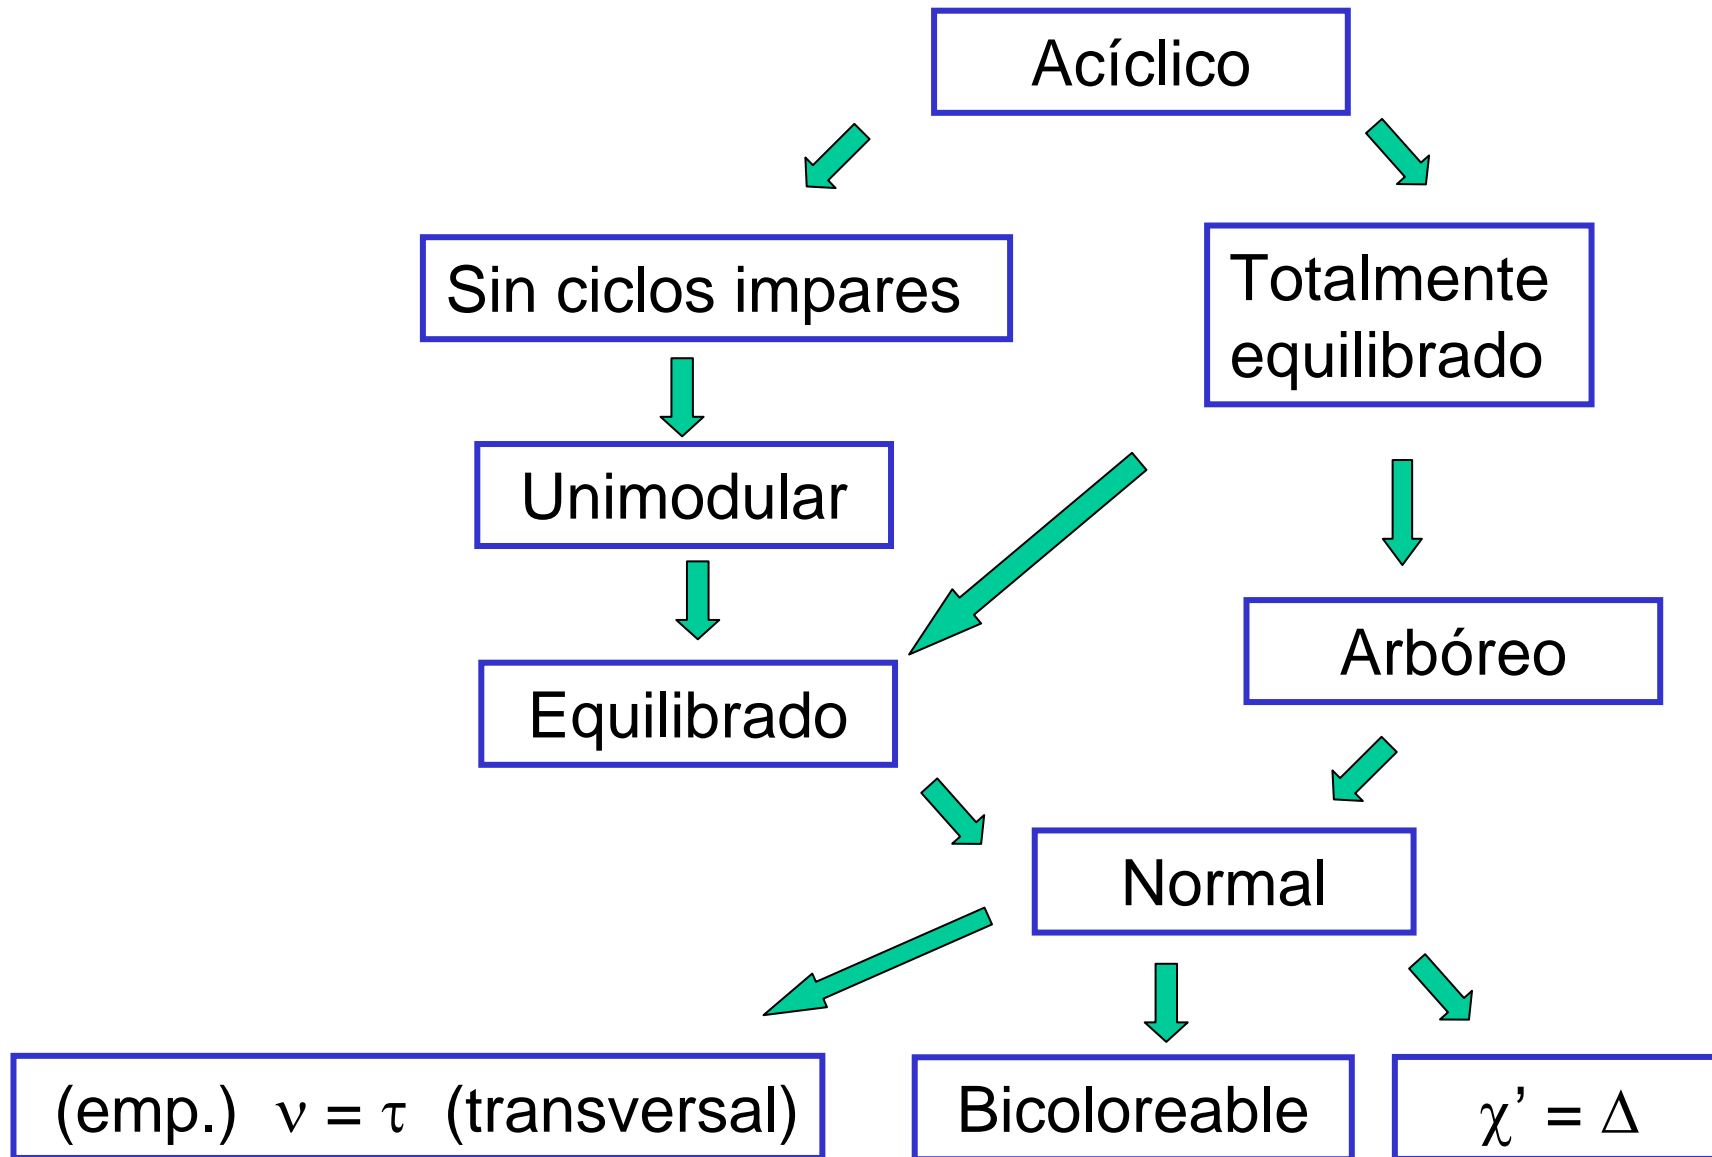 Acíclico
Sin ciclos impares
Totalmente
equilibrado
Unimodular
Arbóreo
Equilibrado
Normal
(emp.) ν = τ (transversal)
Bicoloreable
χ’ = Δ